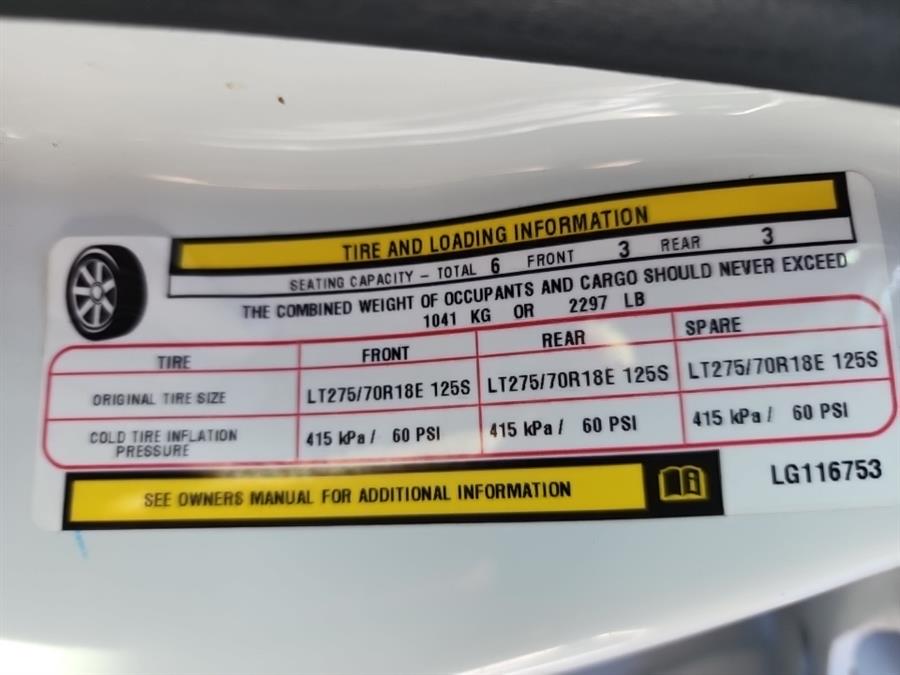 TIRE AND LOADING INFORMATION
SEATING CAPACITY – TOTAL 6 FRONT 3 REAR 3
THE COMBINED WEIGHT OF OCCUPANTS AND CARGO SHOULD NEVER EXCEED
1041 KG OR 2297 LB
TIRE FRONT REAR SPARE
ORIGINAL TIRE SIZE LT275/70R18E 125S LT275/70R18E 125S LT275/70R18E 125S
COLD TIRE INFLATION
PRESSURE 415 kPa / 60 PSI 415 kPa / 60 PSI 415 kPa / 60 PSI
SEE OWNERS MANUAL FOR ADDITIONAL INFORMATION
LG116753